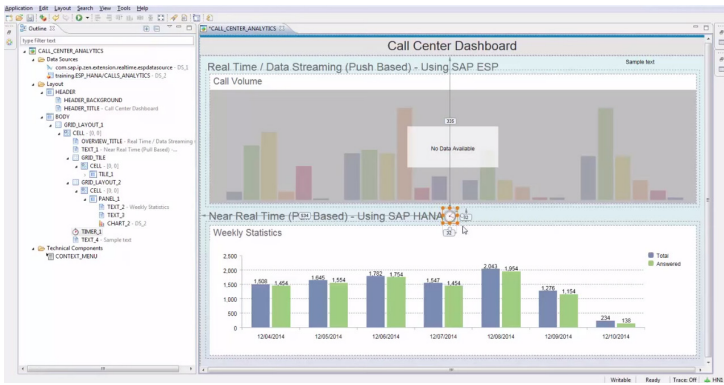 Application Edit Layout Search View Tools Help
Outline
type filter text
CALL_CENTER_ANALYTICS
Data Sources
com.sap.ip.zen.extension.realtime.espdatasource - DS_2
training.ESP_HANA/CALLS_ANALYTICS - DS_2
Layout
HEADER
HEADER_BACKGROUND
HEADER_TITLE - Call Center Dashboard
BODY
GRID_LAYOUT_1
CELL - [0, 0]
OVERVIEW_TITLE - Real Time / Data Streaming
TEXT_1 - Near Real Time (Pull Based) -...
GRID_TILE
CELL - [0, 0]
TILE_1
GRID_LAYOUT_2
CELL - [0, 0]
PANEL_1
TEXT_2 - Weekly Statistics
TEXT_3
CHART_2 - DS_2
TIMER_1
TEXT_4 - Sample text
Technical Components
CONTEXT_MENU
*CALL_CENTER_ANALYTICS
Call Center Dashboard
Real Time / Data Streaming (Push Based) - Using SAP ESP
Sample text
Call Volume
No Data Available
Near Real Time (P Based) - Using SAP HANA
Weekly Statistics
2,500
2,000
1,500
1,000
500
0
1,508 1,454
1,645 1,554
1,782 1,754
1,547 1,454
2,043 1,954
1,276 1,154
234 138
12/04/2014 12/05/2014 12/06/2014 12/07/2014 12/08/2014 12/09/2014 12/10/2014
Total
Answered
Writable Ready Trace: Off